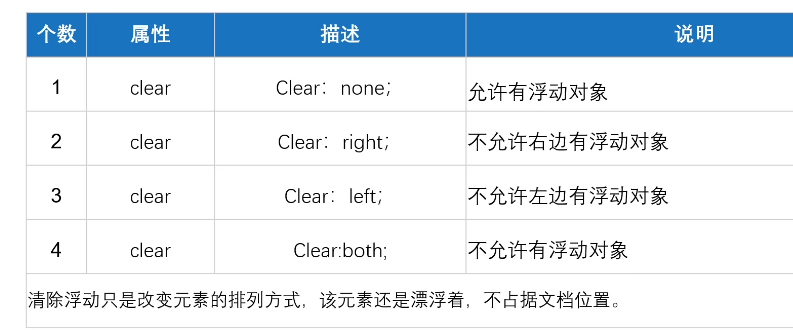 个数 属性 描述 说明
1 clear Clear：none； 允许有浮动对象
2 clear Clear：right； 不允许右边有浮动对象
3 clear Clear：left； 不允许左边有浮动对象
4 clear Clear:both; 不允许有浮动对象
清除浮动只是改变元素的排列方式，该元素还是漂浮着，不占据文档位置。